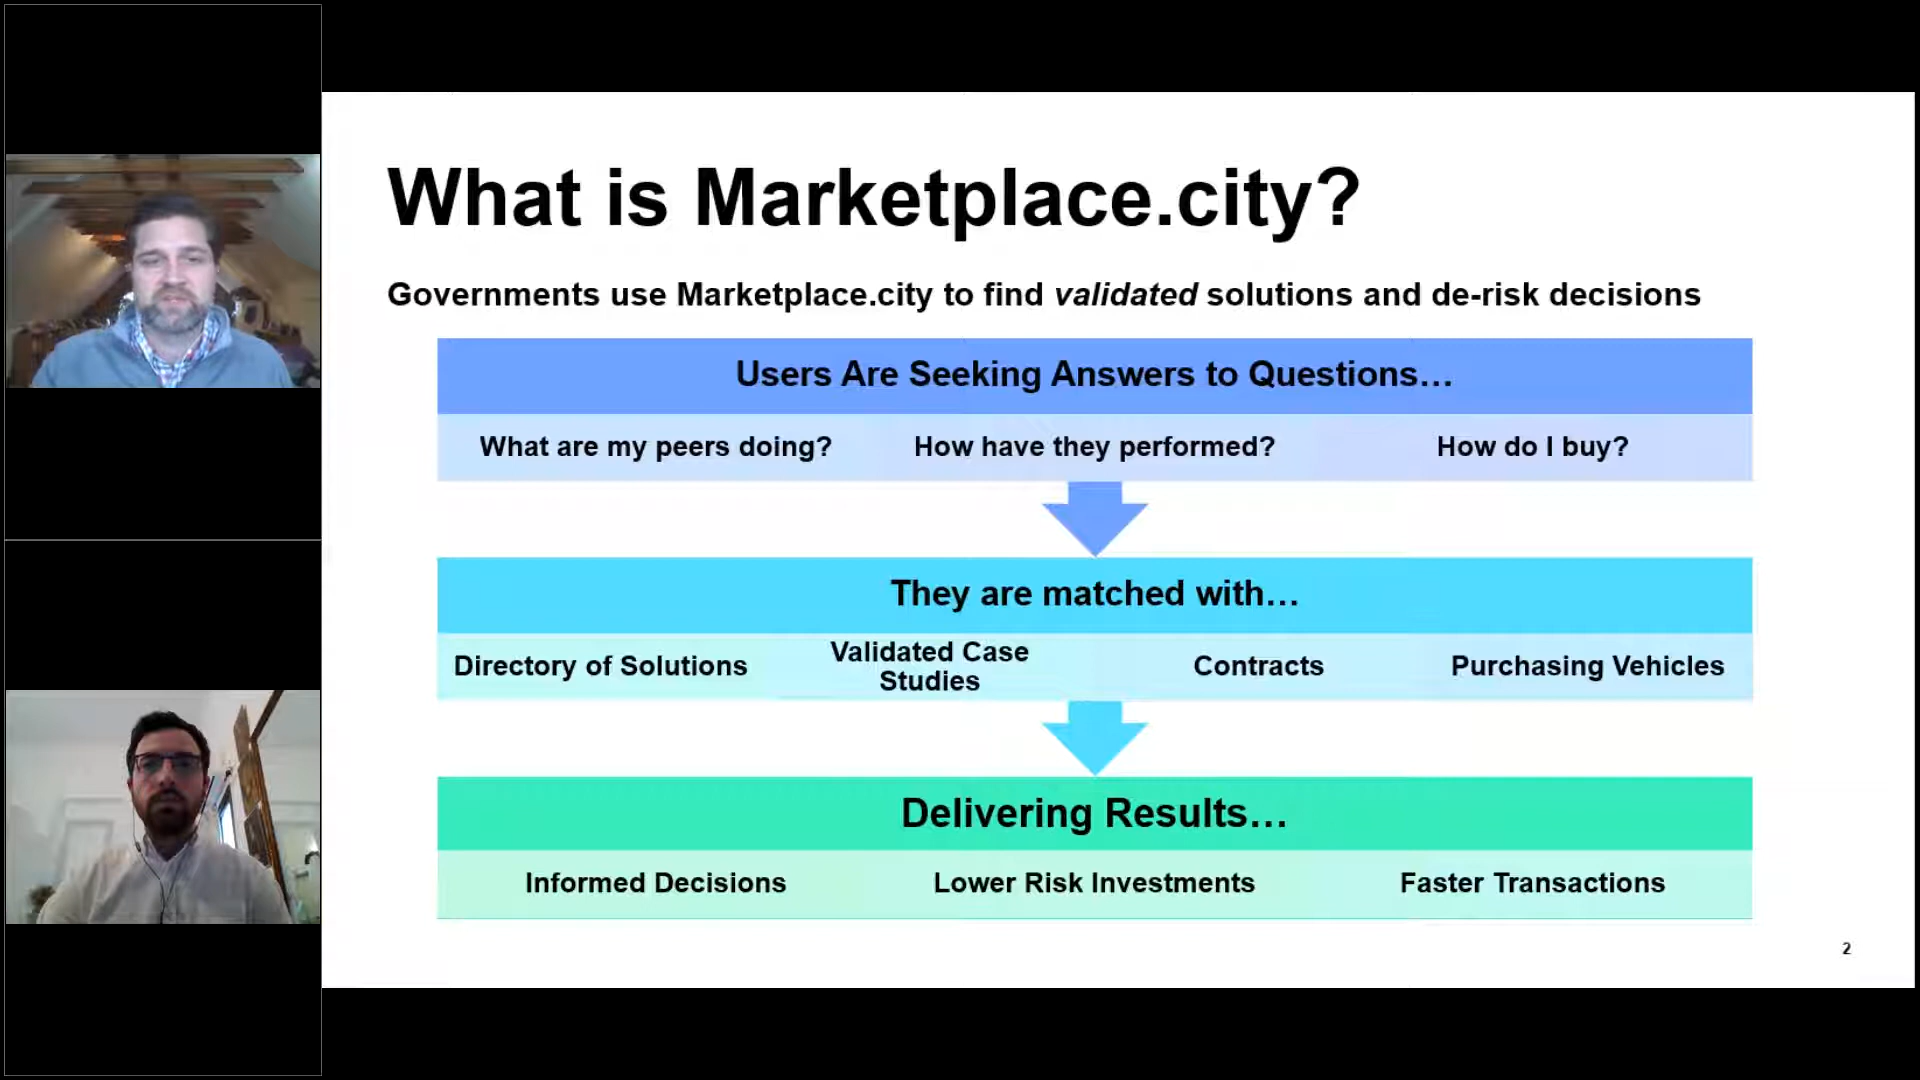 What is Marketplace.city?
Governments use Marketplace.city to find validated solutions and de-risk decisions
Users Are Seeking Answers to Questions…
What are my peers doing?
How have they performed?
How do I buy?
They are matched with…
Directory of Solutions
Validated Case
Studies
Contracts
Purchasing Vehicles
Delivering Results…
Informed Decisions
Lower Risk Investments
Faster Transactions
2